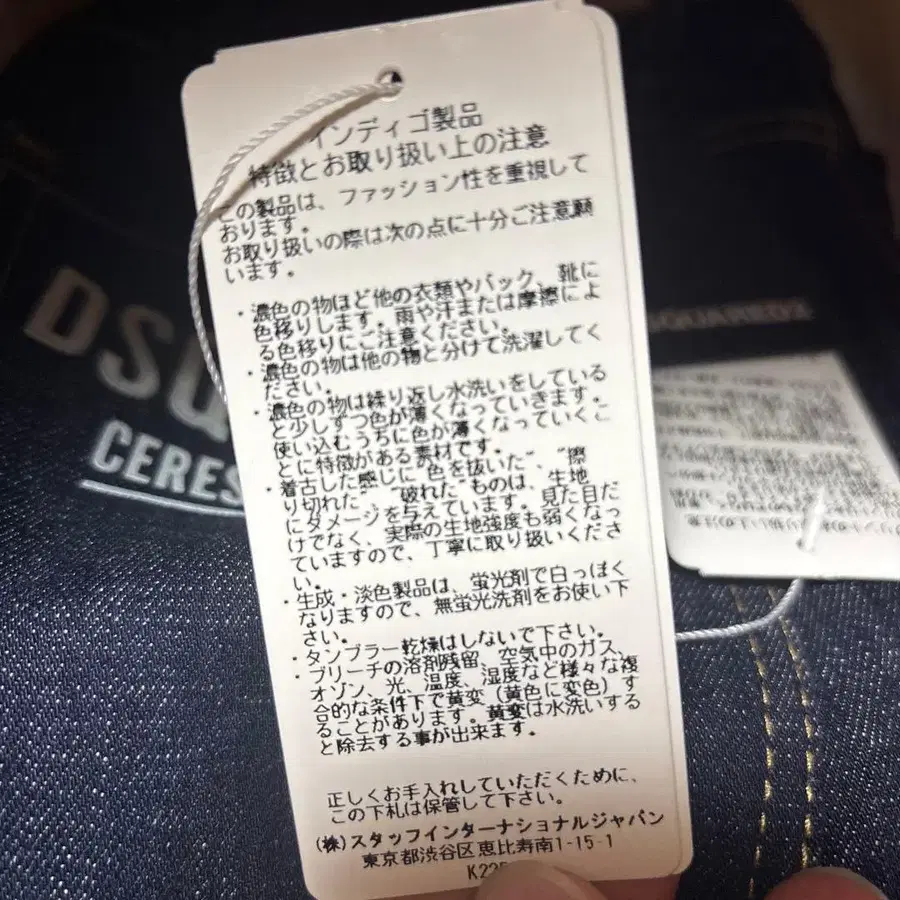 インディゴ製品
特徴とお取り扱い上の注意
この製品は、ファッション性を重視して
おります。
お取り扱いの際は次の点に十分ご注意願
います。
・濃色の物ほど他の衣類やバック、靴に
色移りします。雨や汗または摩擦によ
る色移りにご注意ください。
・濃色の物は他の物と分けて洗濯してく
ださい。
・濃色の物は繰り返し水洗いをしている
と少しずつ色が薄くなっていきます。
使い込むうちに色が薄くなっていくこ
とに特徴がある素材です。
・着古した感じに"色を抜いた"、"擦
り切れた" "破れた"ものは、生地
にダメージを与えています。見た目だ
けでなく、実際の生地強度も弱くなっ
ていますので、丁寧に取り扱いくださ
い。
・生成・淡色製品は、蛍光剤で白っぽく
なりますので、無蛍光洗剤をお使い下
さい。
・タンブラー乾燥はしないで下さい。
・ブリーチの溶剤残留、空気中のガス、
オゾン、光、温度、湿度など様々な複
合的な条件下で黄変（黄色に変色）す
ることがあります。黄変は水洗いする
と除去する事が出来ます。
正しくお手入れしていただくために、
この下札は保管して下さい。
(株)スタッフインターナショナルジャパン
東京都渋谷区恵比寿南1-15-1
K22
DSQ
CERES
SQUARED2